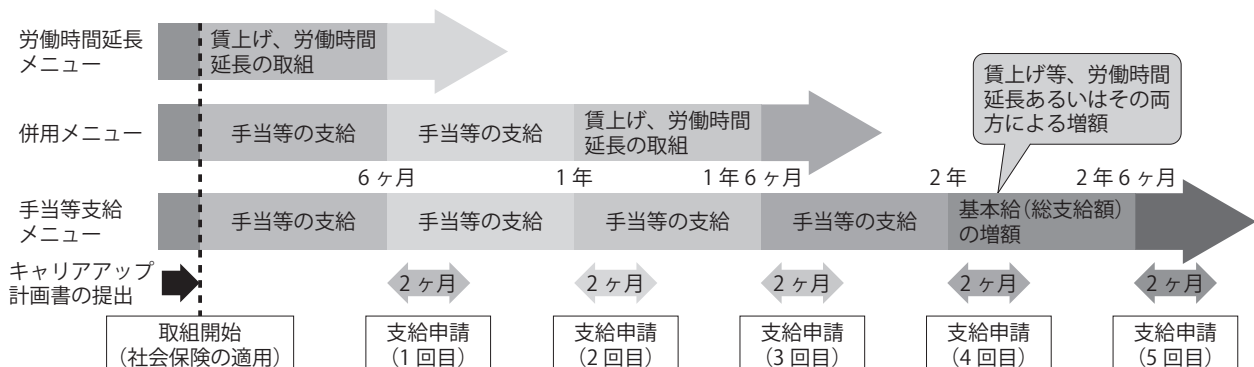 労働時間延長
メニュー
賃上げ、労働時間
延長の取組
賃上げ等、労働時間
延長あるいはその両
方による増額
併用メニュー
手当等の支給
手当等の支給
賃上げ、労働時間
延長の取組
6ヶ月
1年
1年6ヶ月
2年
2年6ヶ月
手当等支給
メニュー
手当等の支給
手当等の支給
手当等の支給
手当等の支給
基本給(総支給額)
の増額
キャリアアップ
計画書の提出
2ヶ月
2ヶ月
2ヶ月
2ヶ月
2ヶ月
取組開始
(社会保険の適用)
支給申請
(1回目)
支給申請
(2回目)
支給申請
(3回目)
支給申請
(4回目)
支給申請
(5回目)